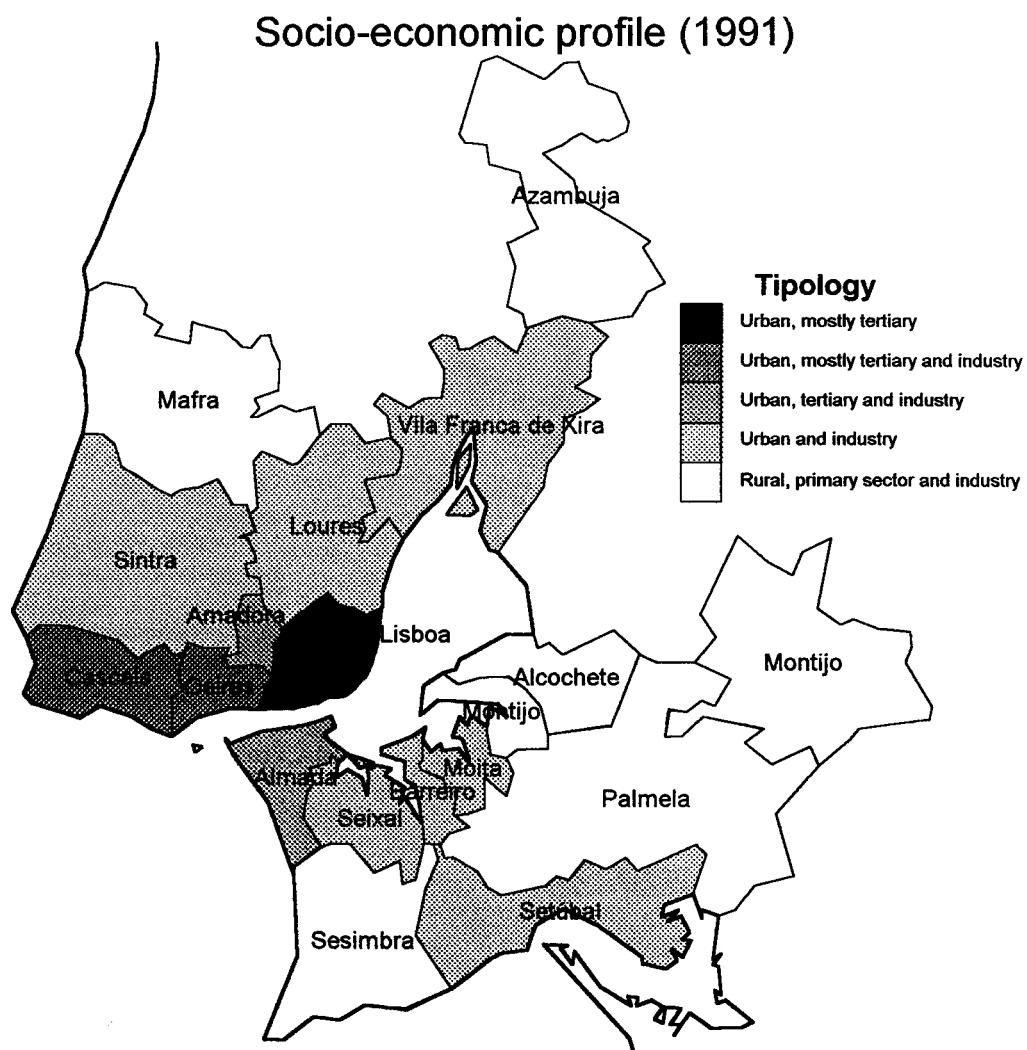 Socio-economic profile (1991)
Azambuja
Tipology
Urban, mostly tertiary
Urban, mostly tertiary and industry
Urban, tertiary and industry
Urban and industry
Rural, primary sector and industry
Mafra
Vila Franca de Xira
Loures
Sintra
Amadora
Lisboa
Cascais
Oeiras
Alcochete
Montijo
Montijo
Almada
Moita
Barreiro
Seixal
Palmela
Setúbal
Sesimbra